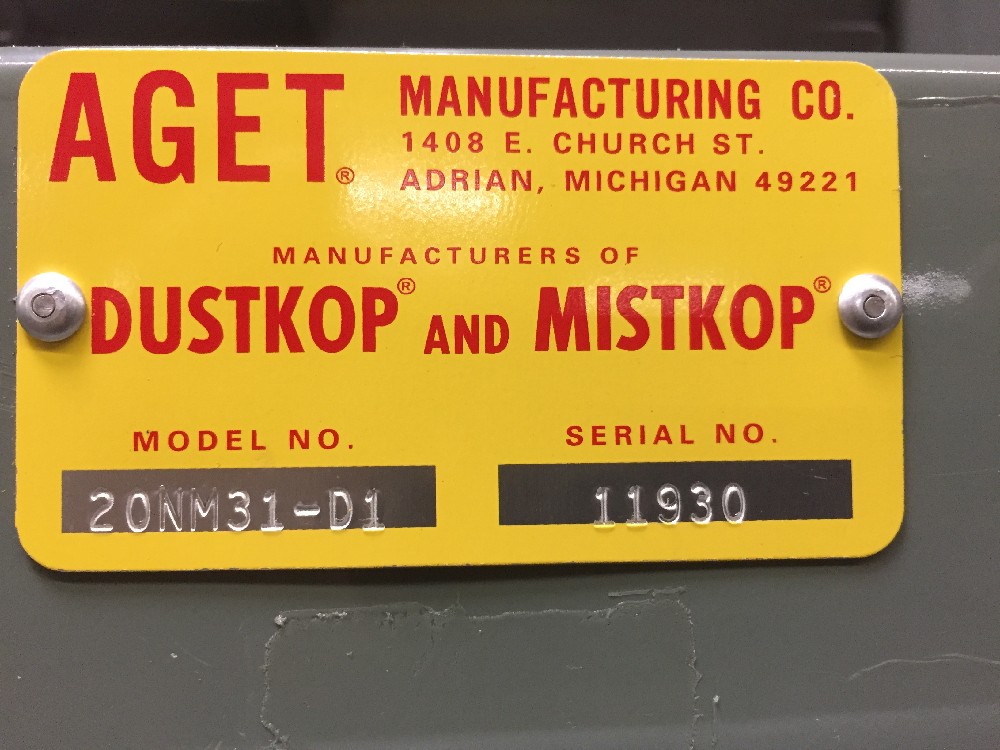 AGET® MANUFACTURING CO.
1408 E. CHURCH ST.
ADRIAN, MICHIGAN 49221
MANUFACTURERS OF
DUSTKOP® AND MISTKOP®
MODEL NO. SERIAL NO.
20NM31-D1 11930